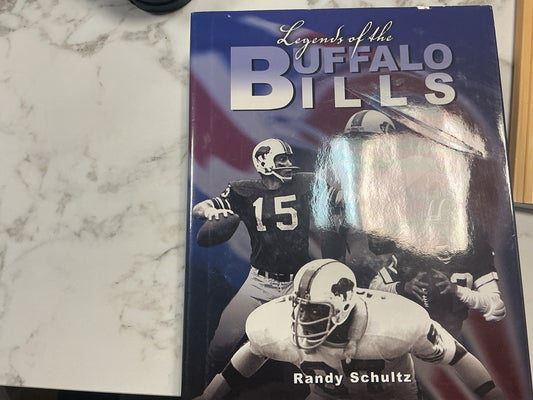 Legends of the
BUFFALO
BILLS
15
Randy Schultz